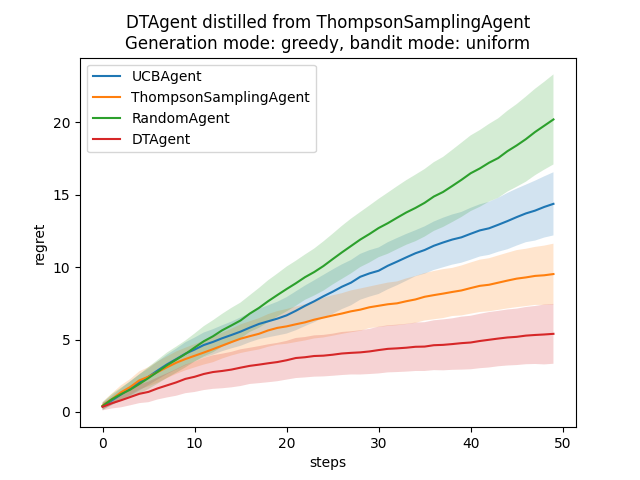 DTAgent distilled from ThompsonSamplingAgent
Generation mode: greedy, bandit mode: uniform
UCBAgent
ThompsonSamplingAgent
RandomAgent
DTAgent
regret
20
15
10
5
0
0 10 20 30 40 50
steps